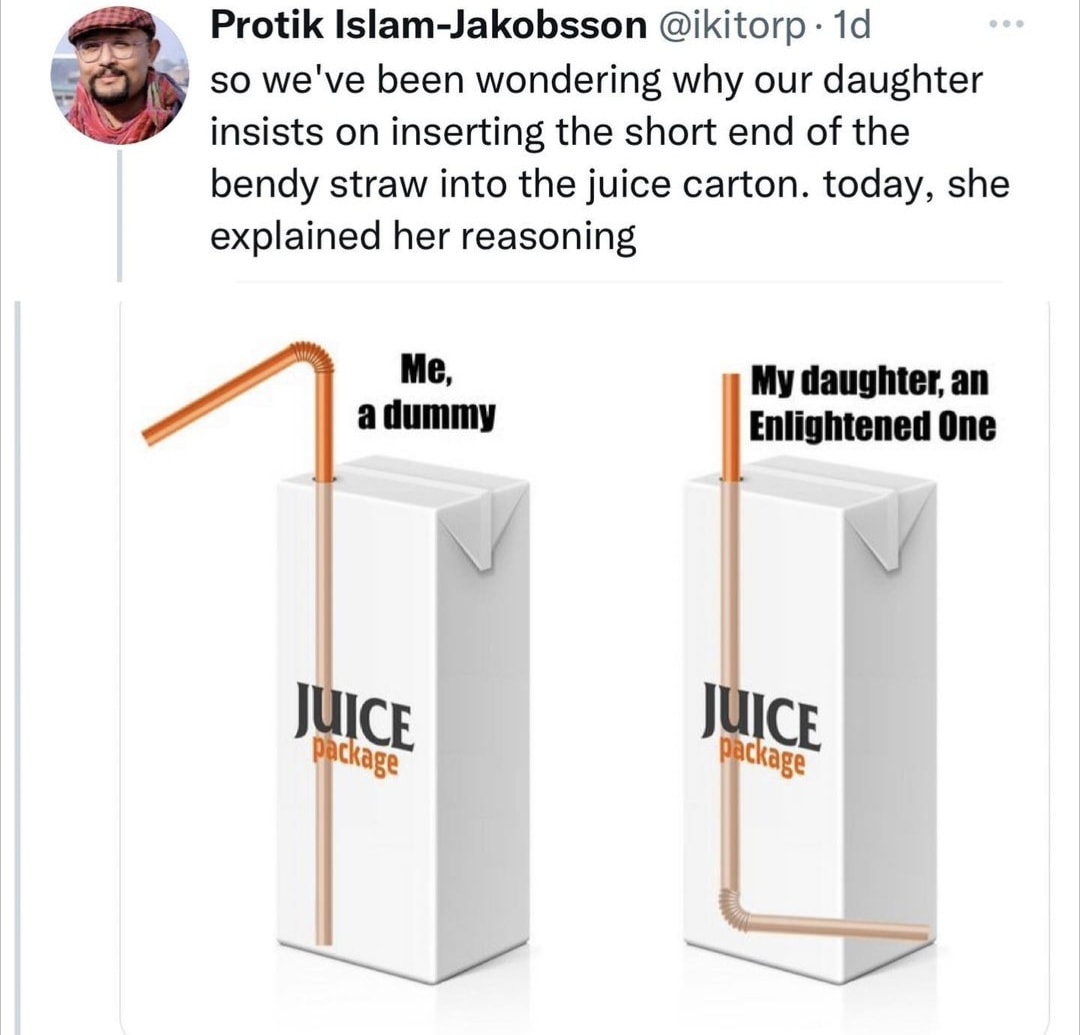 Protik Islam-Jakobsson @ikitorp · 1d
so we've been wondering why our daughter
insists on inserting the short end of the
bendy straw into the juice carton. today, she
explained her reasoning
Me,
a dummy
My daughter, an
Enlightened One
JUICE
package
JUICE
package